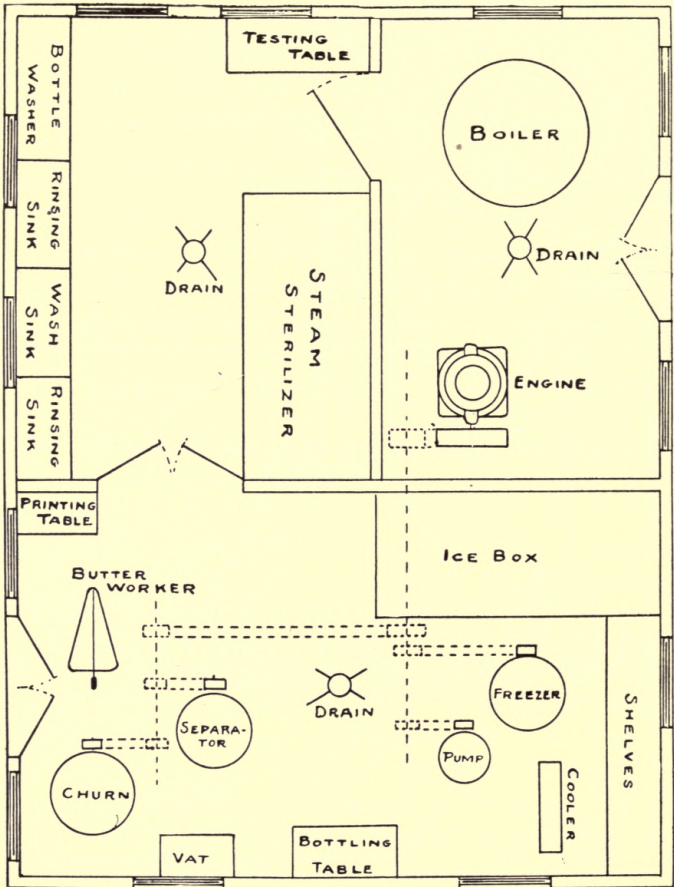 TESTING
TABLE
BOTTLE
WASHER
BOILER
RINSING
SINK
DRAIN
DRAIN
STEAM
STERILIZER
WASH
SINK
ENGINE
RINSING
SINK
PRINTING
TABLE
ICE BOX
BUTTER
WORKER
FREEZER
DRAIN
SEPARA-
TOR
SHELVES
PUMP
CHURN
COOLER
VAT
BOTTLING
TABLE